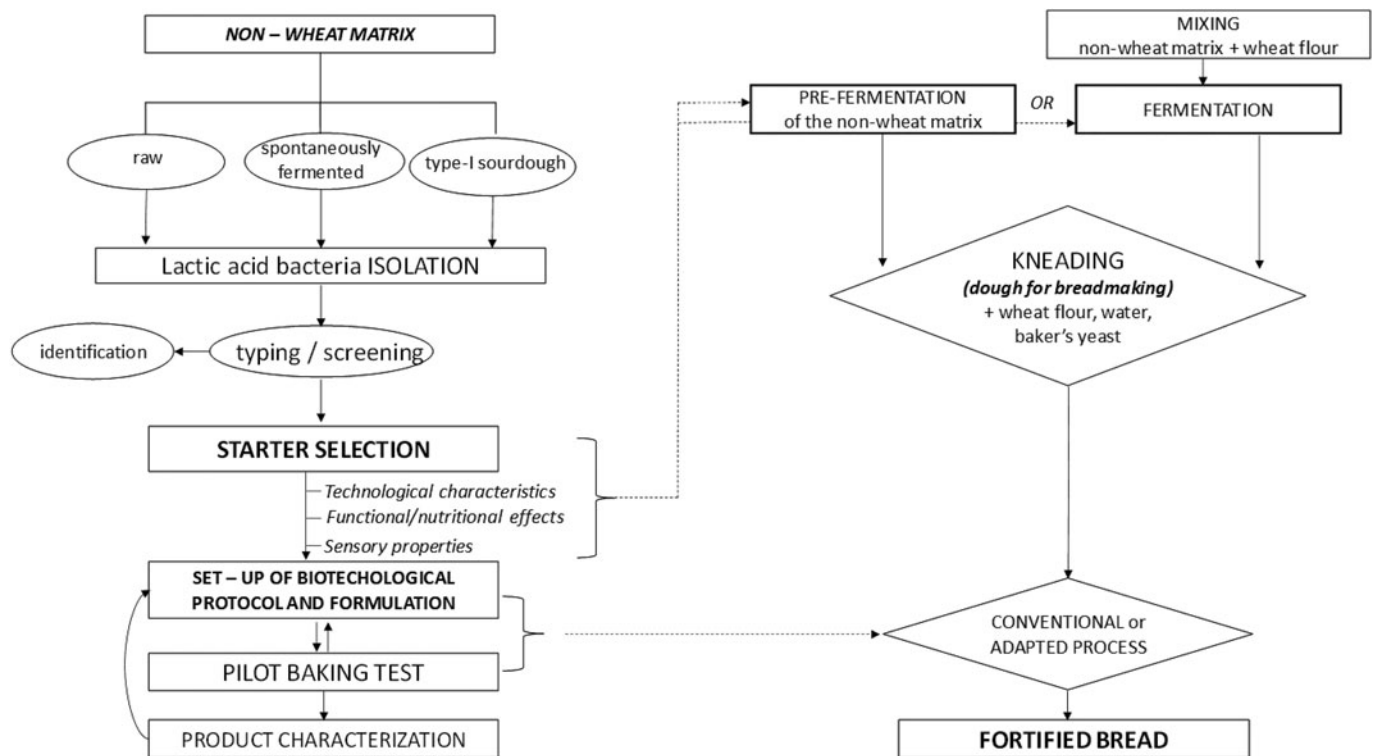 NON – WHEAT MATRIX
raw
spontaneously
fermented
type-I sourdough
Lactic acid bacteria ISOLATION
identification
typing / screening
STARTER SELECTION
Technological characteristics
Functional/nutritional effects
Sensory properties
SET – UP OF BIOTECHOLOGICAL
PROTOCOL AND FORMULATION
PILOT BAKING TEST
PRODUCT CHARACTERIZATION
MIXING
non-wheat matrix + wheat flour
PRE-FERMENTATION
of the non-wheat matrix
OR
FERMENTATION
KNEADING
(dough for breadmaking)
+ wheat flour, water,
baker's yeast
CONVENTIONAL or
ADAPTED PROCESS
FORTIFIED BREAD